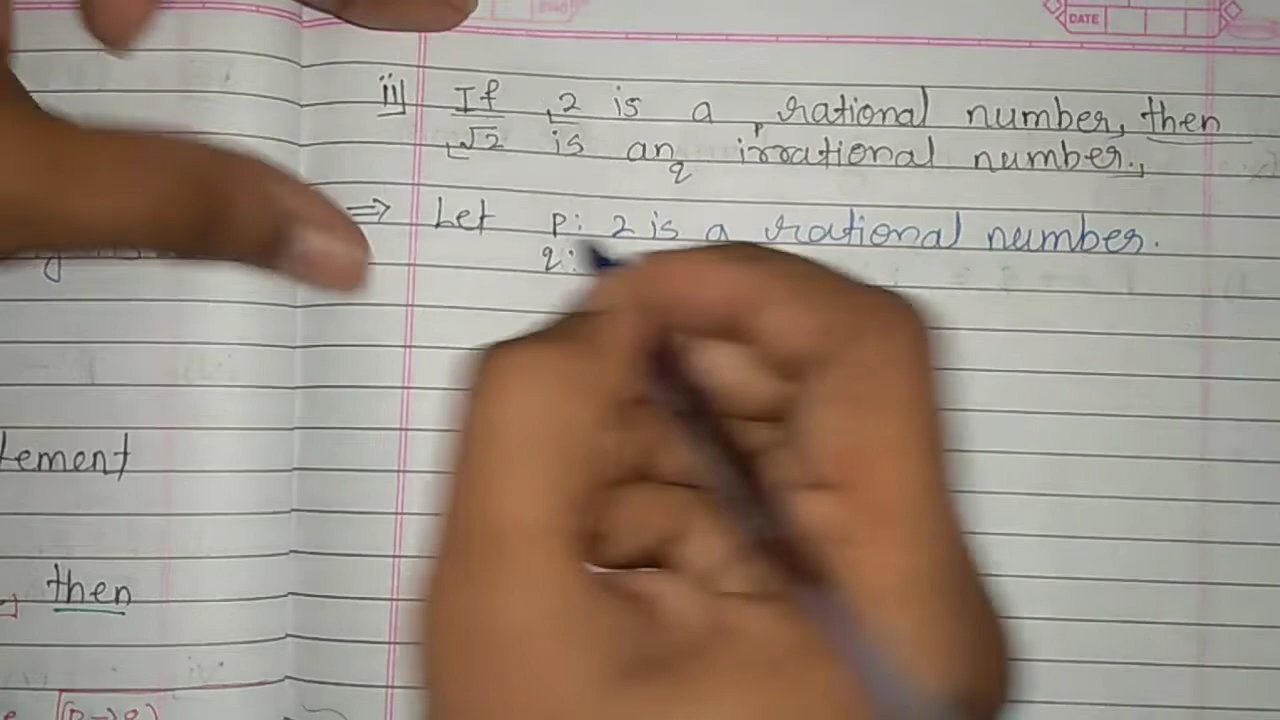 DATE
ii) If 2 is a rational number, then
p
√2 is an irrational number.,
q
⇒ Let p: 2 is a rational number.
q:
tement
then
(p→q)